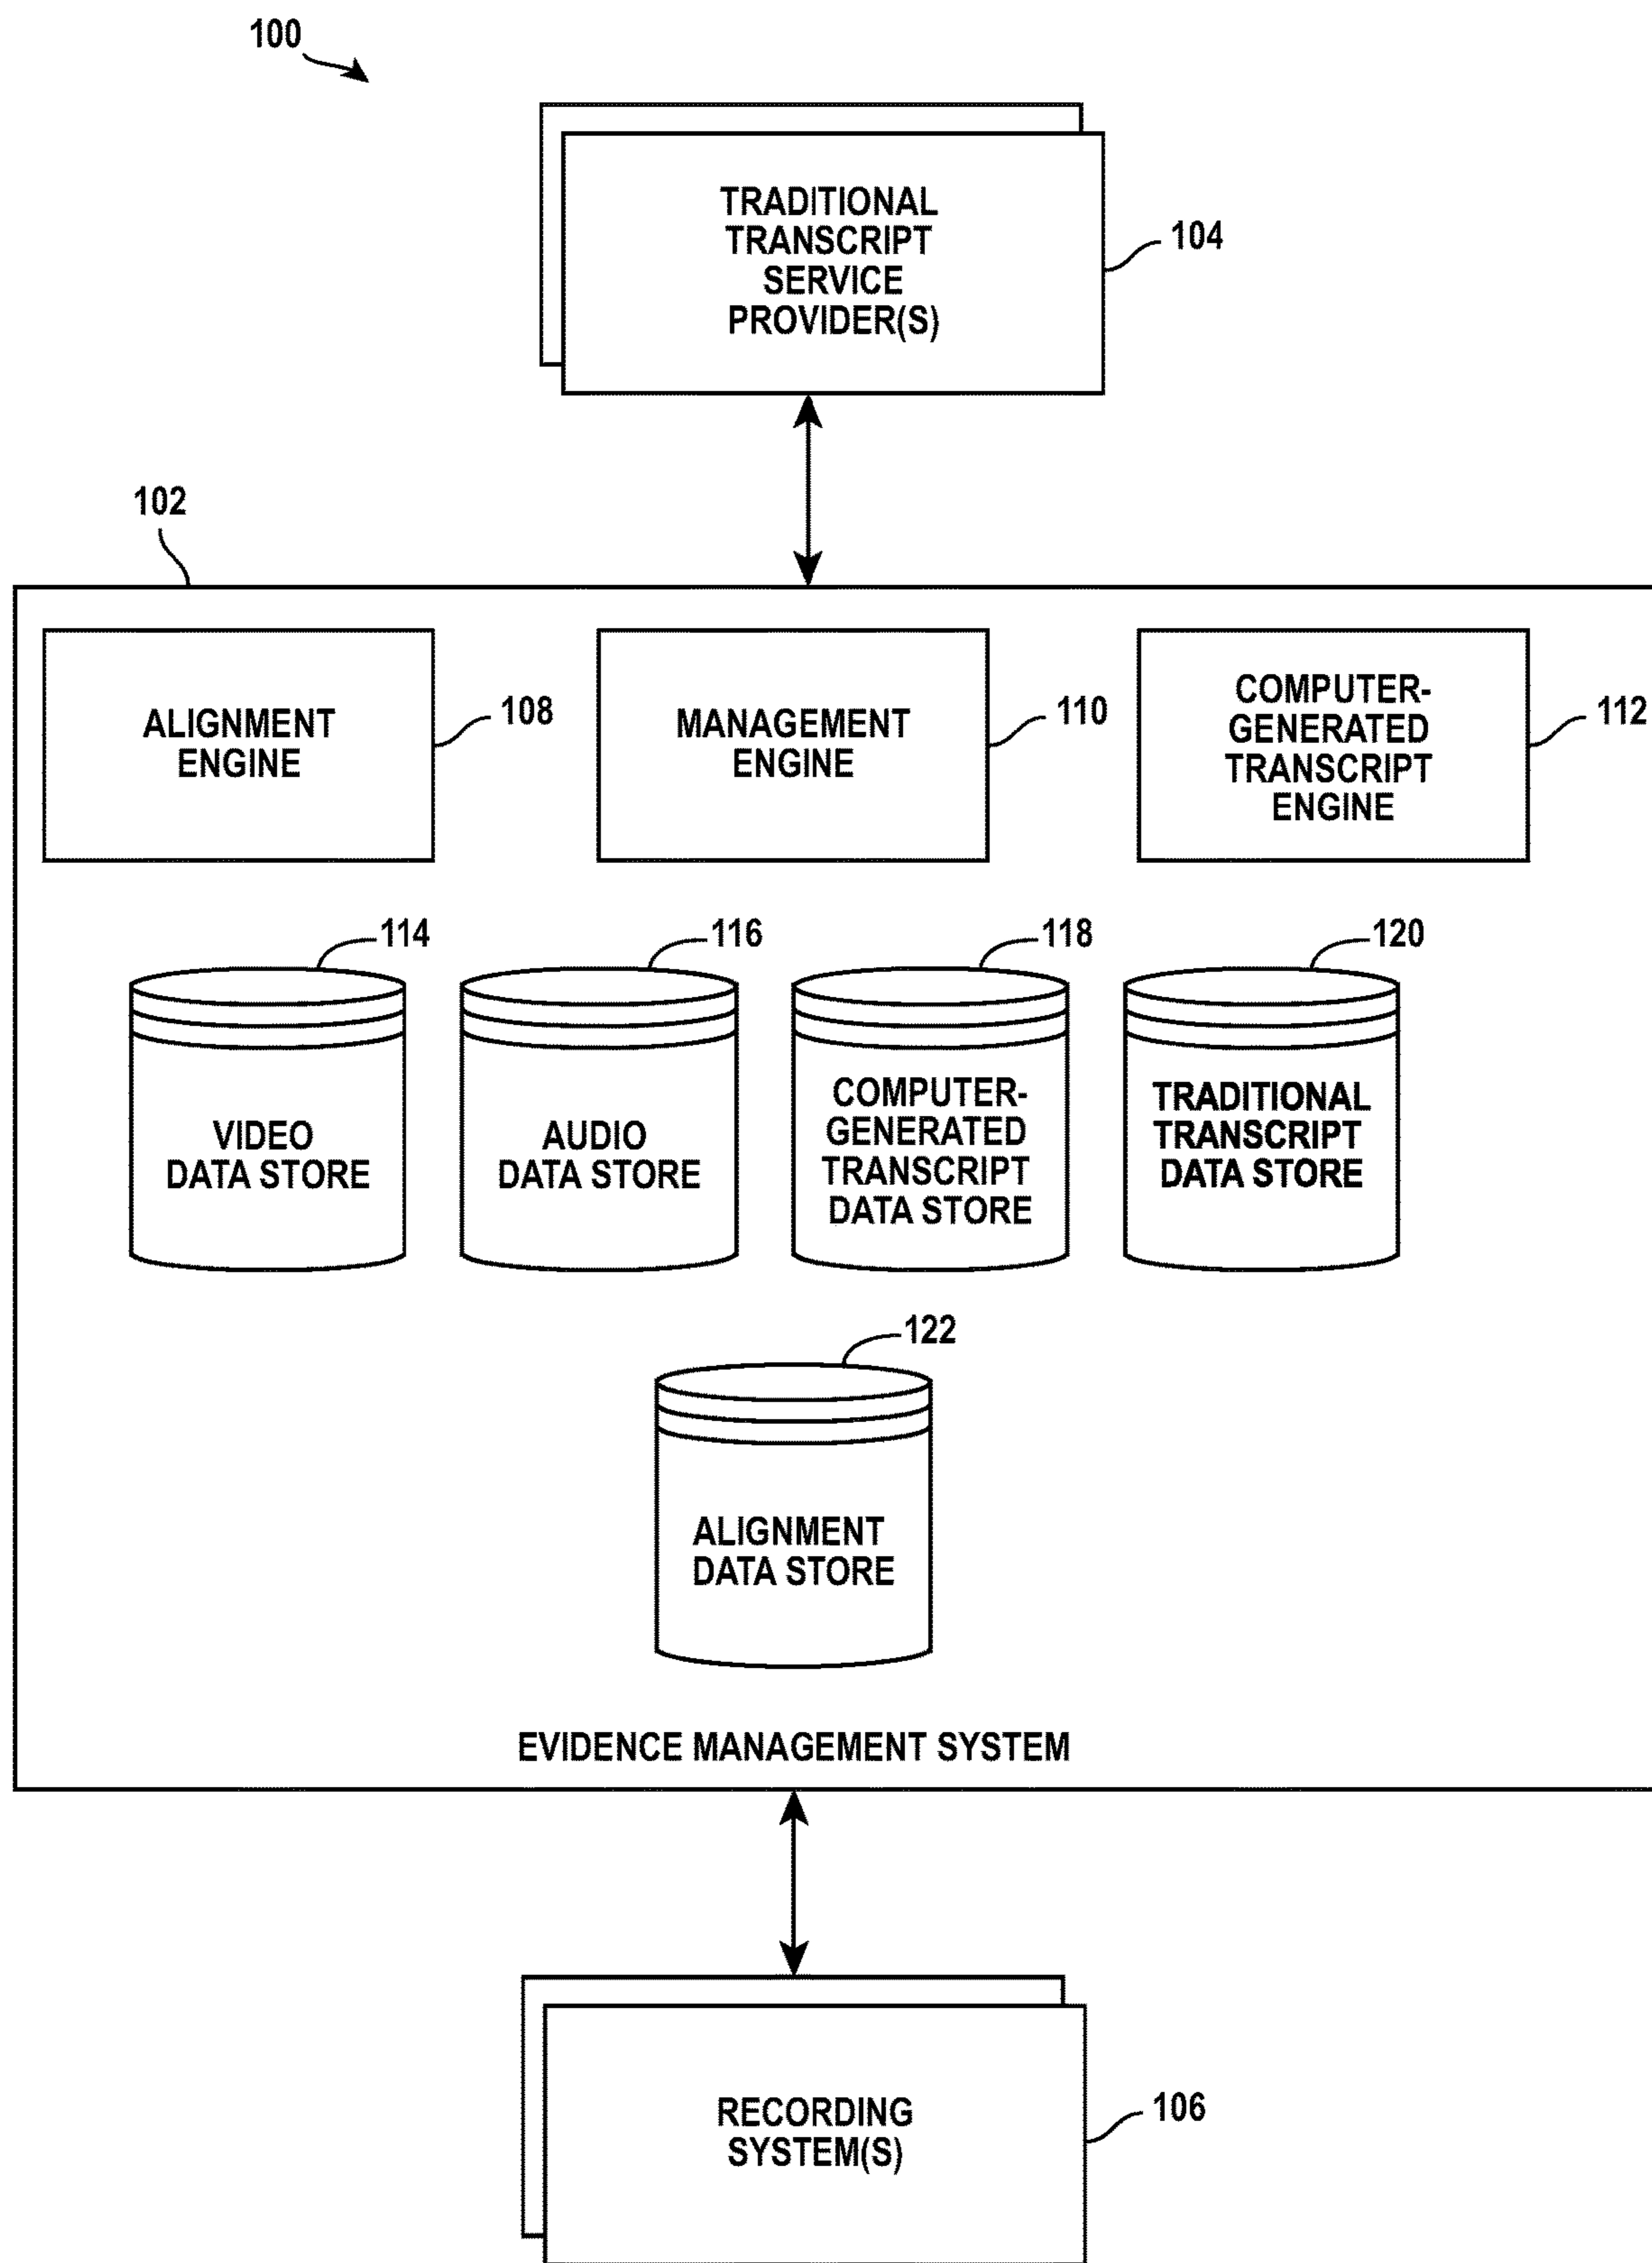 100
TRADITIONAL
TRANSCRIPT
SERVICE
PROVIDER(S)
104
102
ALIGNMENT
ENGINE
108
MANAGEMENT
ENGINE
110
COMPUTER-
GENERATED
TRANSCRIPT
ENGINE
112
114
VIDEO
DATA STORE
116
AUDIO
DATA STORE
118
COMPUTER-
GENERATED
TRANSCRIPT
DATA STORE
120
TRADITIONAL
TRANSCRIPT
DATA STORE
122
ALIGNMENT
DATA STORE
EVIDENCE MANAGEMENT SYSTEM
RECORDING
SYSTEM(S)
106